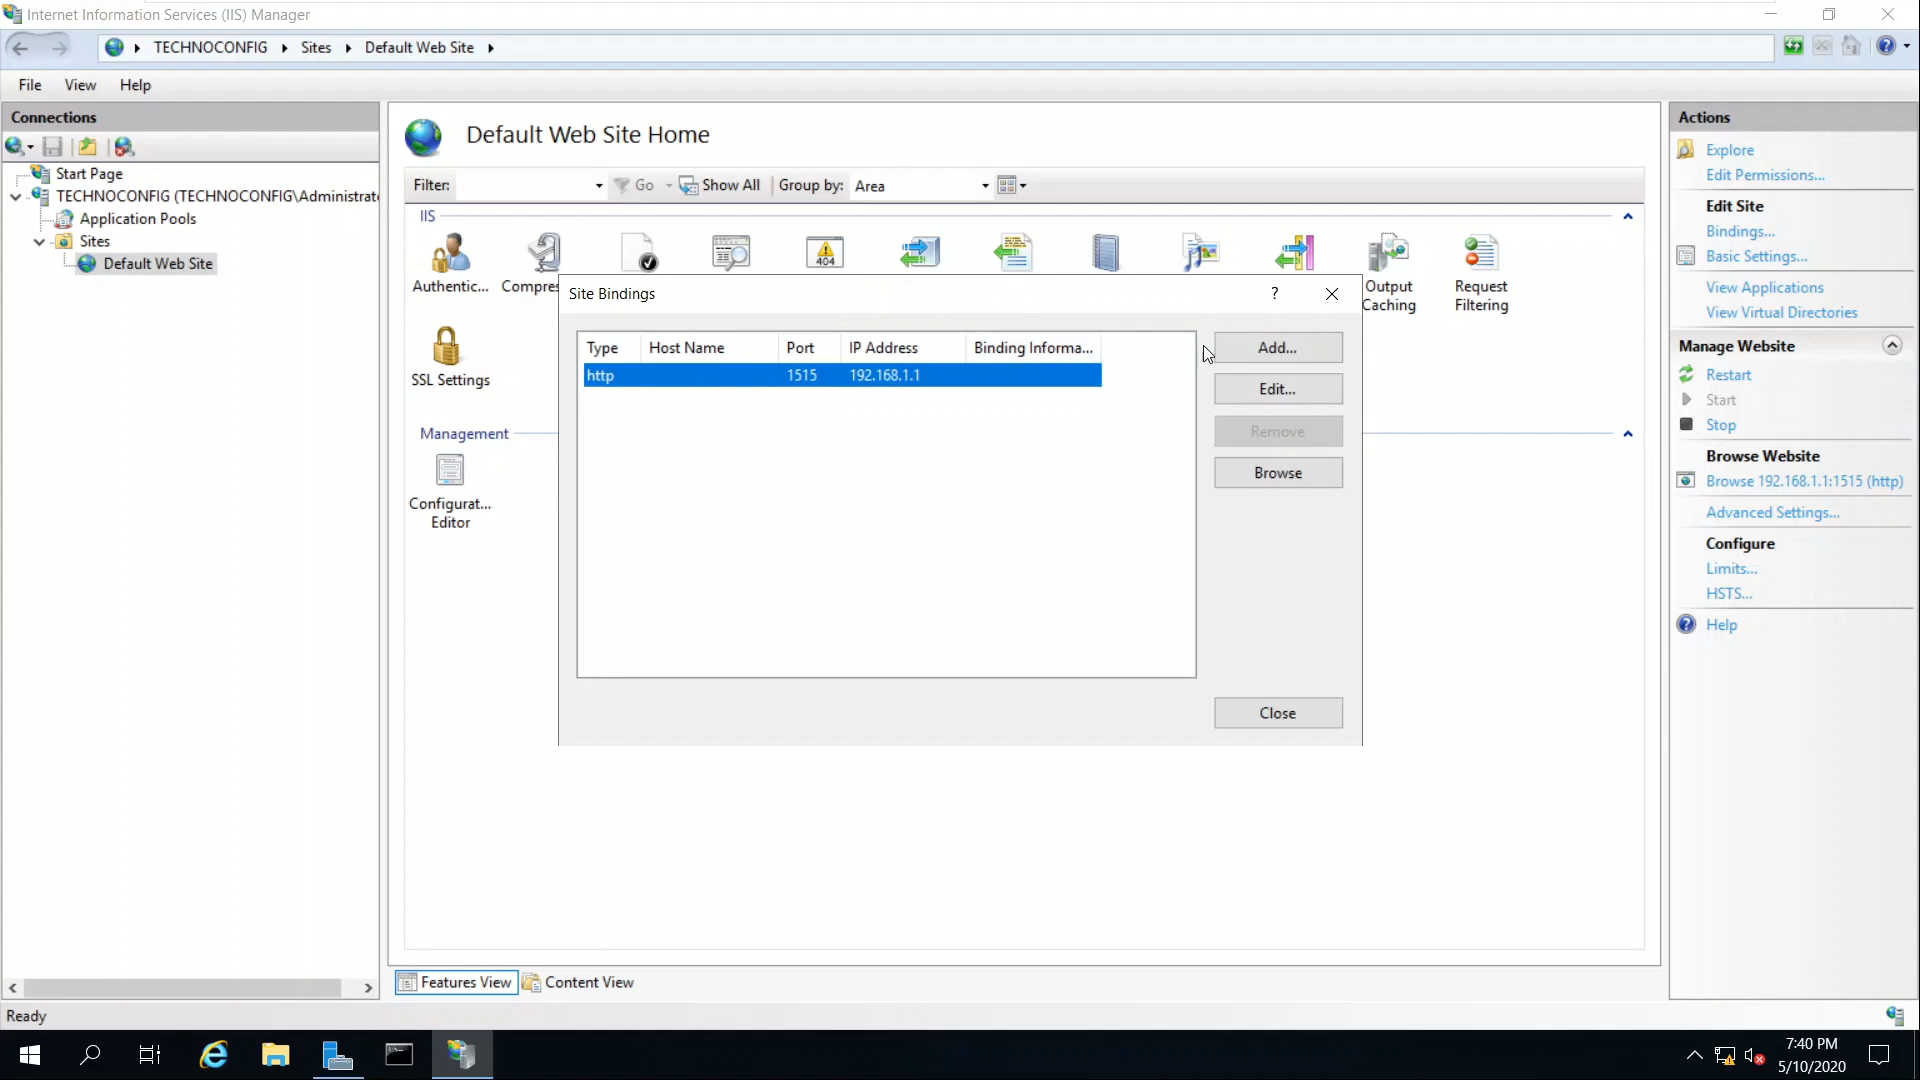 Internet Information Services (IIS) Manager
TECHNOCONFIG Sites Default Web Site
File View Help
Connections
Start Page
TECHNOCONFIG (TECHNOCONFIG\Administrato
Application Pools
Sites
Default Web Site
Default Web Site Home
Filter: Go Show All Group by: Area
IIS
404
Authentic... Compres
Output
Caching
Request
Filtering
SSL Settings
Management
Configurat...
Editor
Site Bindings
?
Type Host Name Port IP Address Binding Informa...
http 1515 192.168.1.1
Add...
Edit...
Remove
Browse
Close
Actions
Explore
Edit Permissions...
Edit Site
Bindings...
Basic Settings...
View Applications
View Virtual Directories
Manage Website
Restart
Start
Stop
Browse Website
Browse 192.168.1.1:1515 (http)
Advanced Settings...
Configure
Limits...
HSTS...
Help
Features View Content View
Ready
7:40 PM
5/10/2020